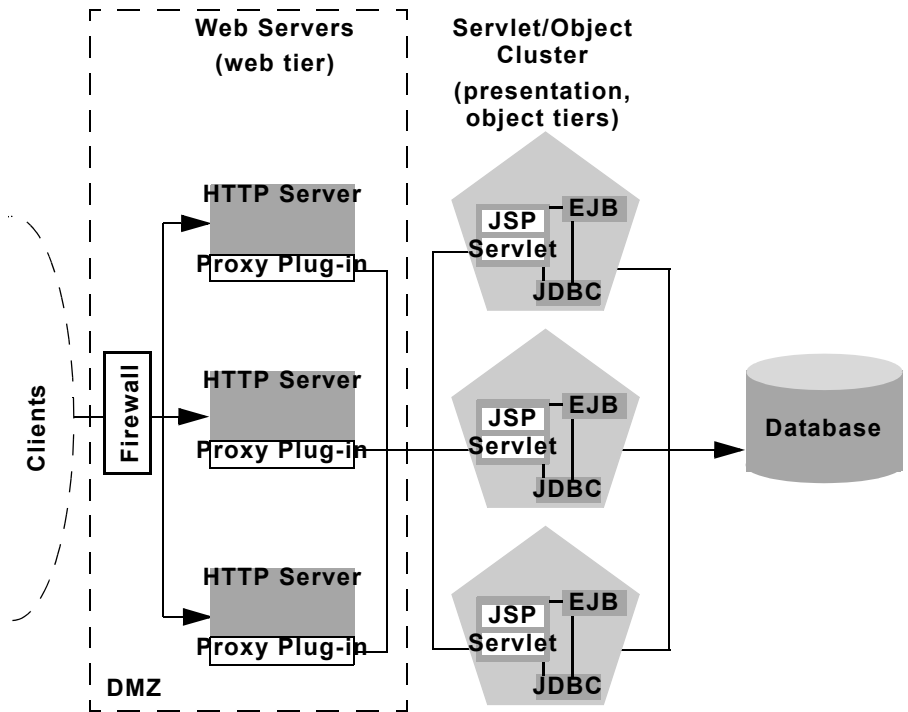 Web Servers
(web tier)
Servlet/Object
Cluster
(presentation,
object tiers)
Clients
Firewall
HTTP Server
Proxy Plug-in
HTTP Server
Proxy Plug-in
HTTP Server
Proxy Plug-in
DMZ
JSP
Servlet
EJB
JDBC
JSP
Servlet
EJB
JDBC
JSP
Servlet
EJB
JDBC
Database